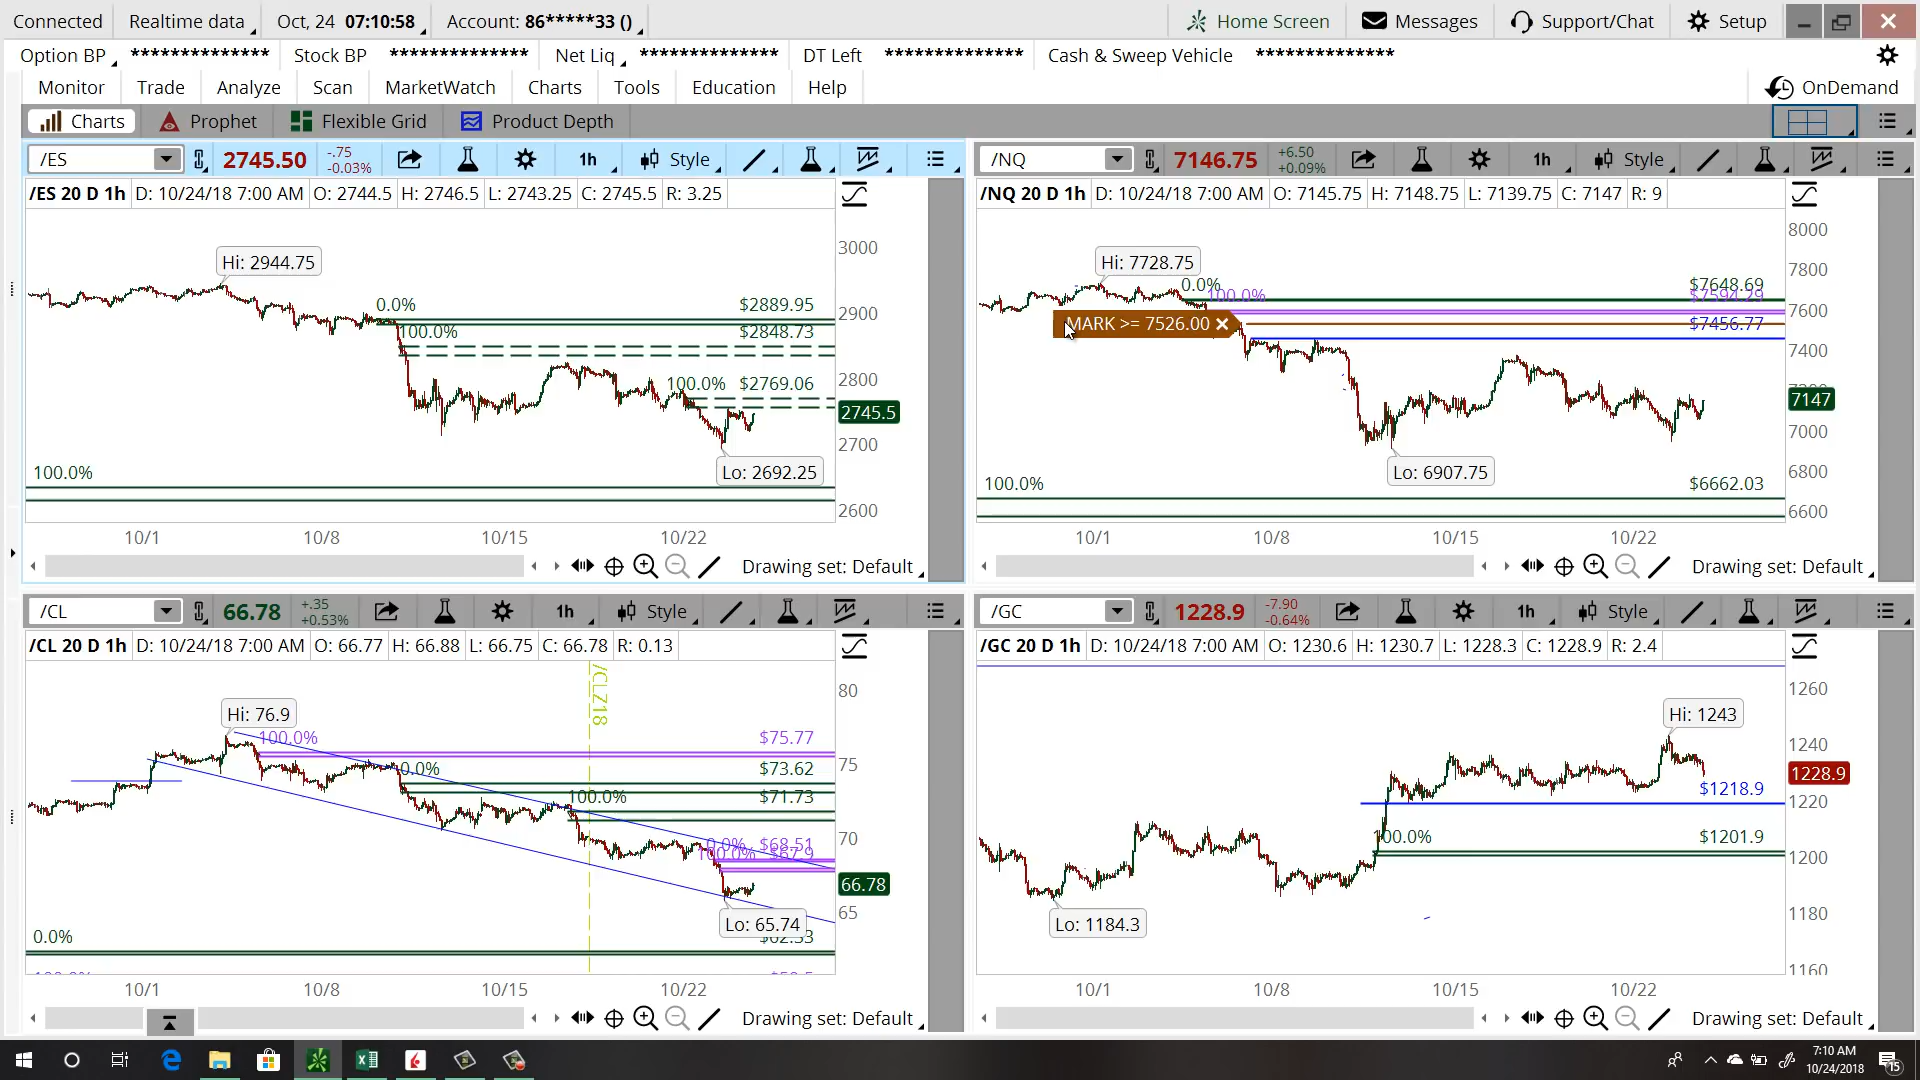 Connected Realtime data Oct, 24 07:10:58 Account: 86*****33 () Home Screen Messages Support/Chat Setup
Option BP ************** Stock BP ************** Net Liq ************** DT Left ************** Cash & Sweep Vehicle **************
Monitor Trade Analyze Scan MarketWatch Charts Tools Education Help OnDemand
Charts Prophet Flexible Grid Product Depth
/ES 2745.50 -.75 -0.03% 1h Style
/ES 20 D 1h D: 10/24/18 7:00 AM O: 2744.5 H: 2746.5 L: 2743.25 C: 2745.5 R: 3.25
3000
Hi: 2944.75
0.0% $2889.95
2900
100.0% $2848.73
2800
100.0% $2769.06
2745.5
2700
100.0% Lo: 2692.25
2600
10/1 10/8 10/15 10/22
Drawing set: Default
/NQ 7146.75 +6.50 +0.09% 1h Style
/NQ 20 D 1h D: 10/24/18 7:00 AM O: 7145.75 H: 7148.75 L: 7139.75 C: 7147 R: 9
8000
Hi: 7728.75 7800
0.0% $7648.69
100.0% $7594.29
7600
MARK >= 7526.00 $7456.77
7400
7147
7000
Lo: 6907.75 6800
100.0% $6662.03
6600
10/1 10/8 10/15 10/22
Drawing set: Default
/CL 66.78 +.35 +0.53% 1h Style
/CL 20 D 1h D: 10/24/18 7:00 AM O: 66.77 H: 66.88 L: 66.75 C: 66.78 R: 0.13
/CLZ18
80
Hi: 76.9
100.0% $75.77
75
0.0% $73.62
100.0% $71.73
70
0.0% $68.51
100.0% $67.9
66.78
65
Lo: 65.74
0.0%
10/1 10/8 10/15 10/22
Drawing set: Default
/GC 1228.9 -7.90 -0.64% 1h Style
/GC 20 D 1h D: 10/24/18 7:00 AM O: 1230.6 H: 1230.7 L: 1228.3 C: 1228.9 R: 2.4
1260
Hi: 1243
1240
1228.9
$1218.9
1220
100.0% $1201.9
1200
1180
Lo: 1184.3
1160
10/1 10/8 10/15 10/22
Drawing set: Default
7:10 AM
10/24/2018
15